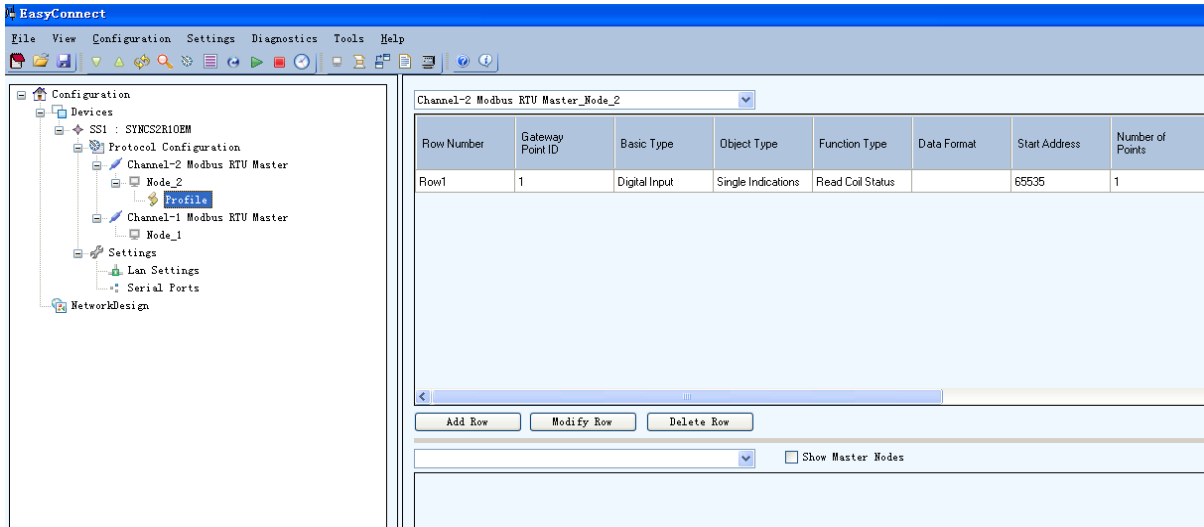 EasyConnect
File View Configuration Settings Diagnostics Tools Help
Configuration
Devices
SS1 : SYNCS2R10EM
Protocol Configuration
Channel-2 Modbus RTU Master
Node_2
Profile
Channel-1 Modbus RTU Master
Node_1
Settings
Lan Settings
Serial Ports
NetworkDesign
Channel-2 Modbus RTU Master_Node_2
Row Number Gateway Point ID Basic Type Object Type Function Type Data Format Start Address Number of Points
Row1 1 Digital Input Single Indications Read Coil Status 65535 1
Add Row Modify Row Delete Row
Show Master Nodes